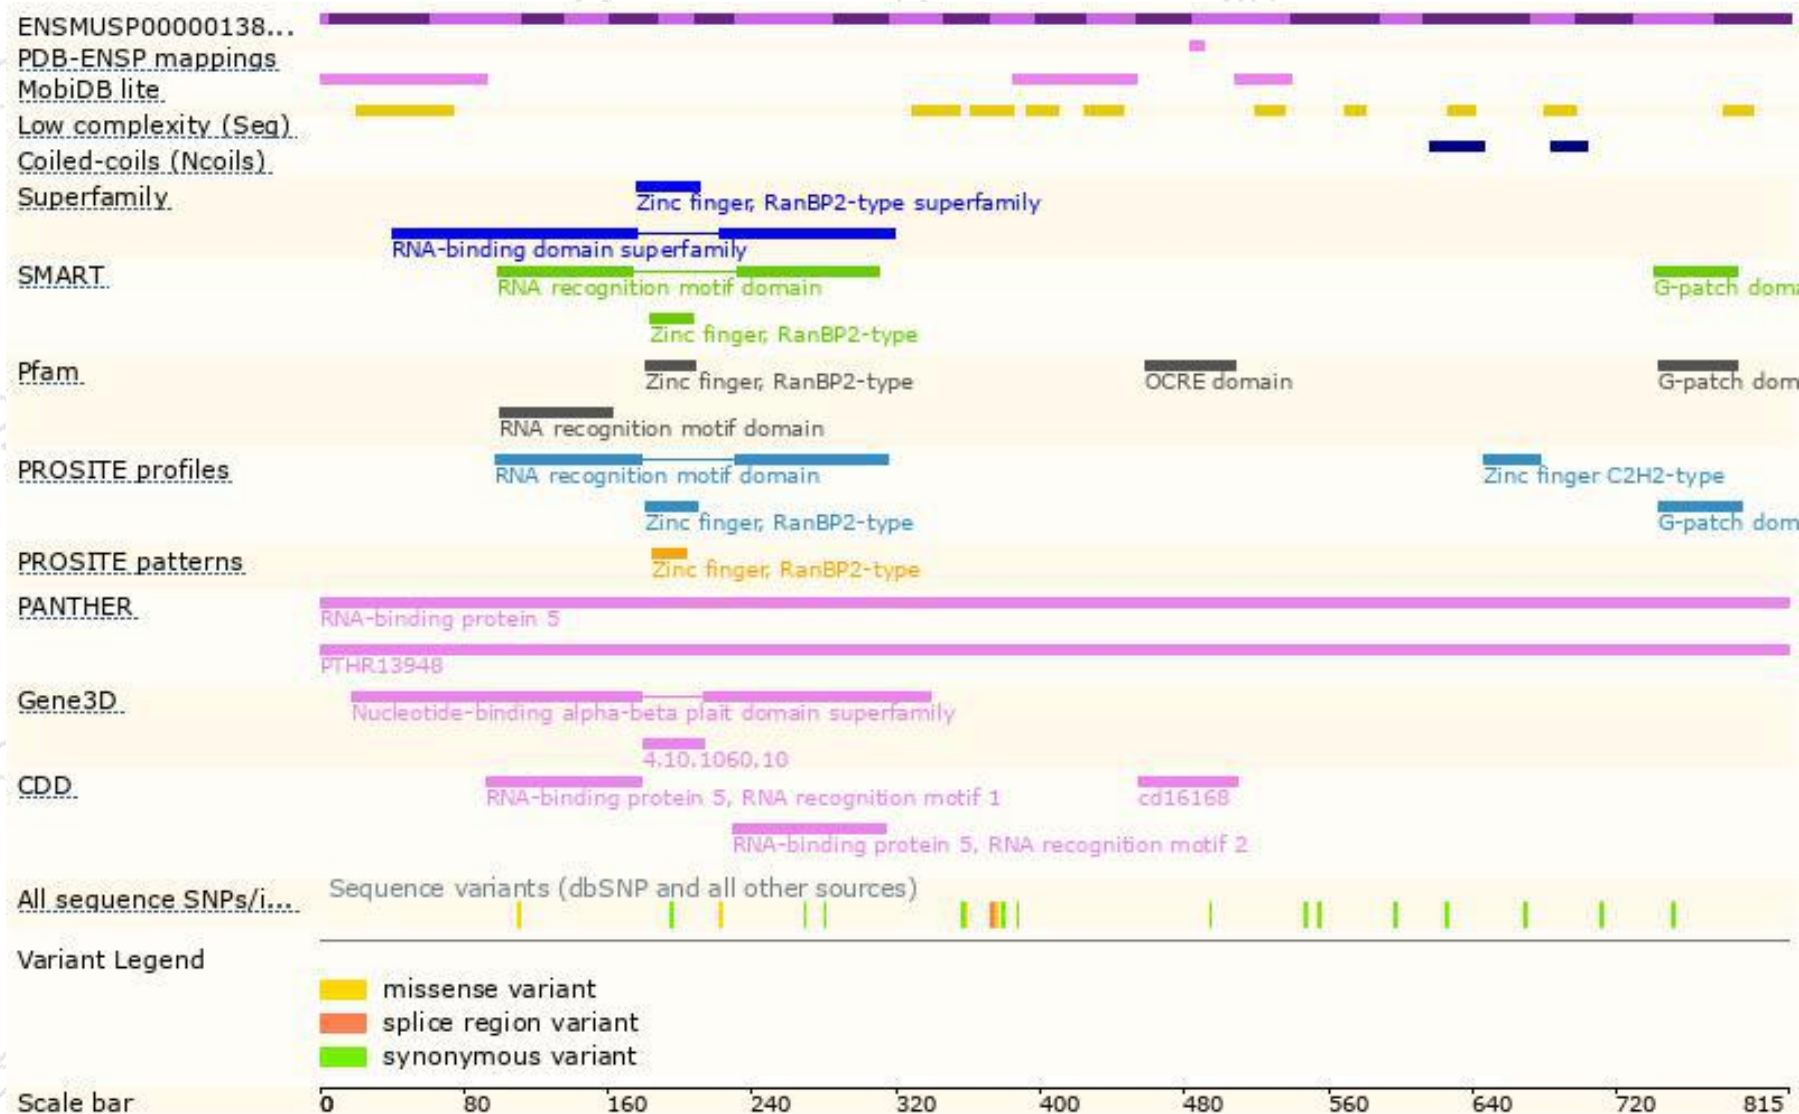 ENSMUSP00000138...
PDB-ENSP mappings
MobiDB lite
Low complexity (Seg)
Coiled-coils (Ncoils)
Superfamily
Zinc finger, RanBP2-type superfamily
RNA-binding domain superfamily
SMART
RNA recognition motif domain
G-patch doma
Zinc finger, RanBP2-type
Pfam
Zinc finger, RanBP2-type
OCRE domain
G-patch dom
RNA recognition motif domain
PROSITE profiles
RNA recognition motif domain
Zinc finger C2H2-type
Zinc finger, RanBP2-type
G-patch dom
PROSITE patterns
Zinc finger, RanBP2-type
PANTHER
RNA-binding protein 5
PTHR13948
Gene3D
Nucleotide-binding alpha-beta plait domain superfamily
4.10.1060.10
CDD
RNA-binding protein 5, RNA recognition motif 1
cd16168
RNA-binding protein 5, RNA recognition motif 2
All sequence SNPs/i...
Sequence variants (dbSNP and all other sources)
Variant Legend
missense variant
splice region variant
synonymous variant
Scale bar
0 80 160 240 320 400 480 560 640 720 815